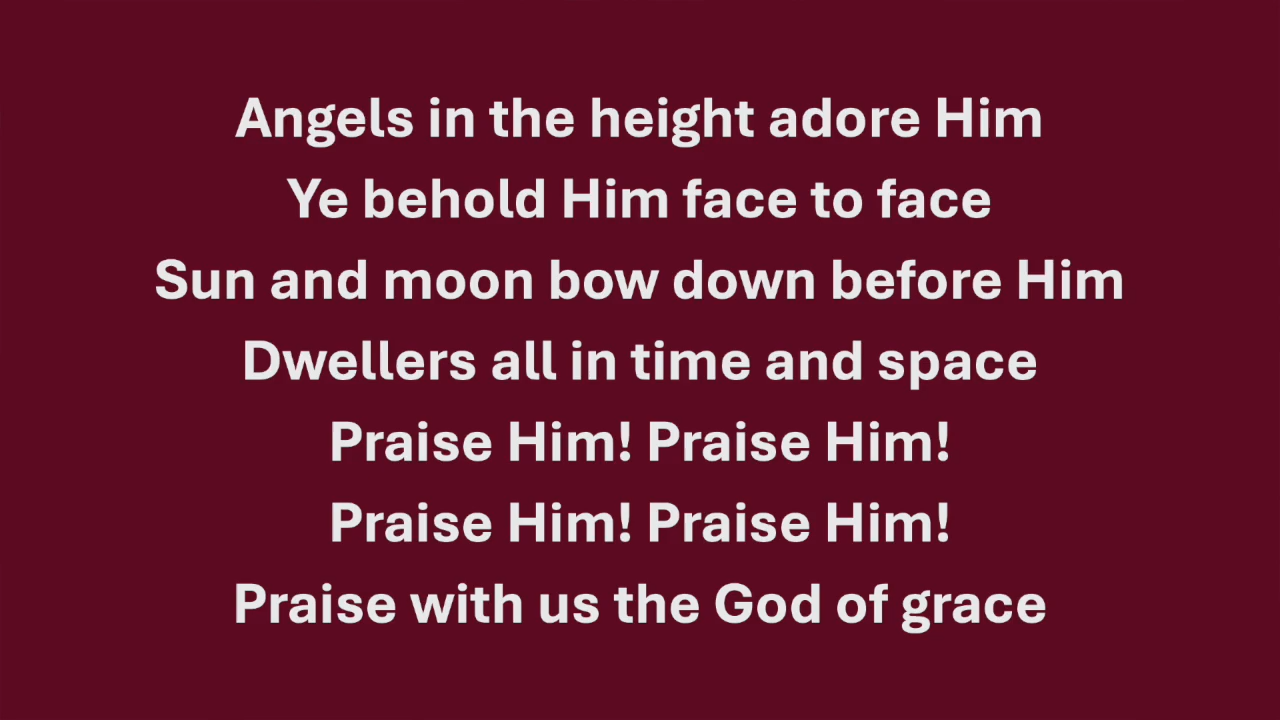 Angels in the height adore Him
Ye behold Him face to face
Sun and moon bow down before Him
Dwellers all in time and space
Praise Him! Praise Him!
Praise Him! Praise Him!
Praise with us the God of grace